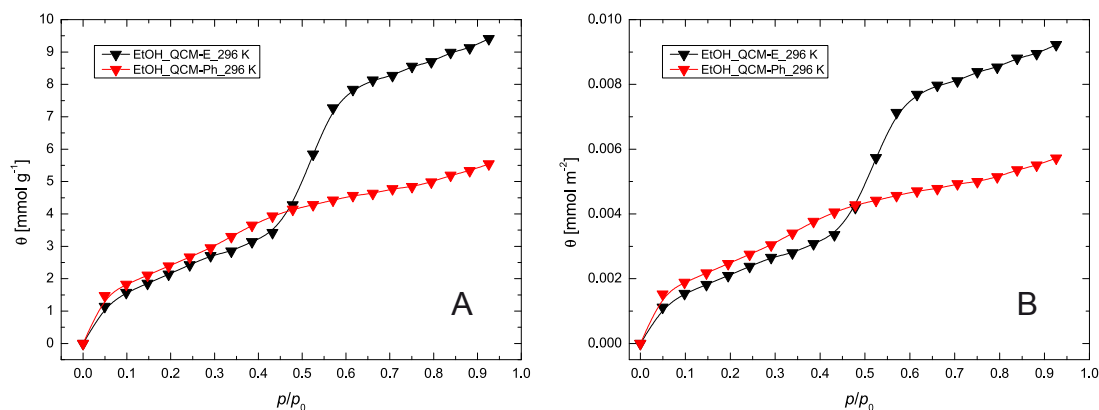 EtOH_QCM-E_296 K
EtOH_QCM-Ph_296 K
10
9
8
7
6
5
4
3
2
1
0
θ [mmol g⁻¹]
A
0.0 0.1 0.2 0.3 0.4 0.5 0.6 0.7 0.8 0.9 1.0
p/p₀
EtOH_QCM-E_296 K
EtOH_QCM-Ph_296 K
0.010
0.008
0.006
0.004
0.002
0.000
θ [mmol m⁻²]
B
0.0 0.1 0.2 0.3 0.4 0.5 0.6 0.7 0.8 0.9 1.0
p/p₀